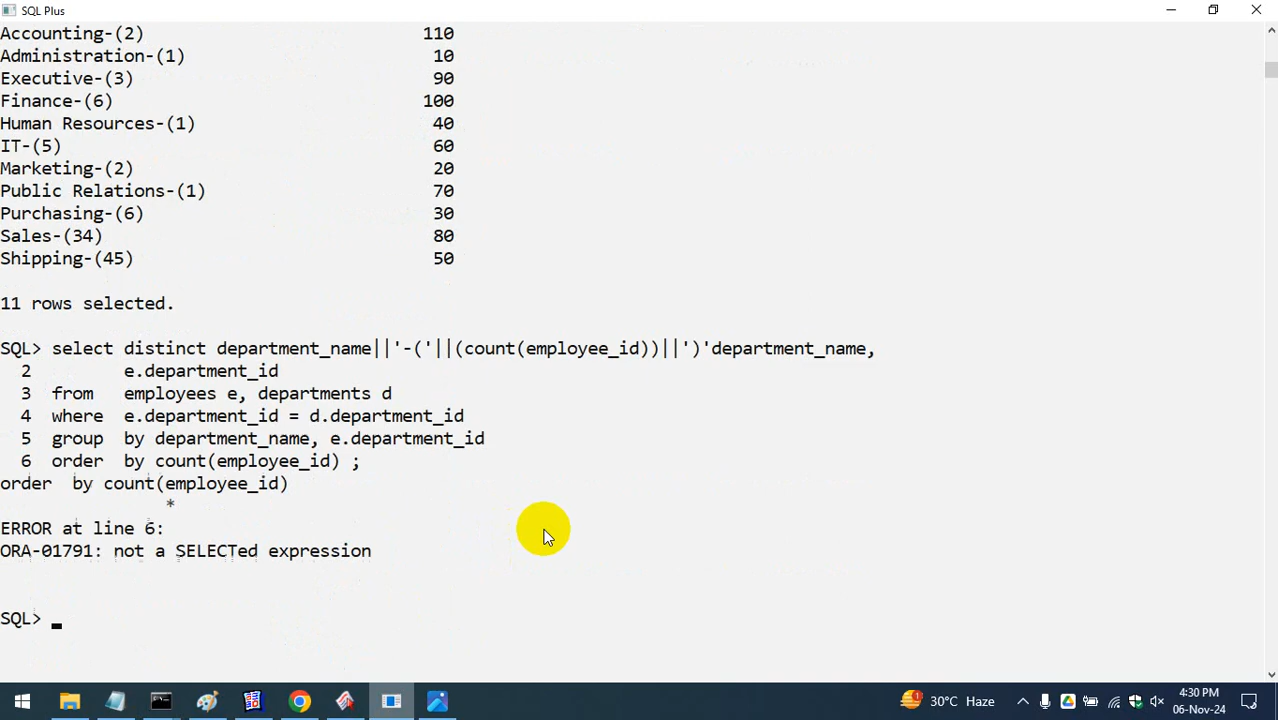 SQL Plus
Accounting-(2) 110
Administration-(1) 10
Executive-(3) 90
Finance-(6) 100
Human Resources-(1) 40
IT-(5) 60
Marketing-(2) 20
Public Relations-(1) 70
Purchasing-(6) 30
Sales-(34) 80
Shipping-(45) 50
11 rows selected.
SQL> select distinct department_name||'-('||(count(employee_id))||')'department_name,
2 e.department_id
3 from employees e, departments d
4 where e.department_id = d.department_id
5 group by department_name, e.department_id
6 order by count(employee_id) ;
order by count(employee_id)
*
ERROR at line 6:
ORA-01791: not a SELECTed expression
SQL>
30°C Haze
4:30 PM
06-Nov-24